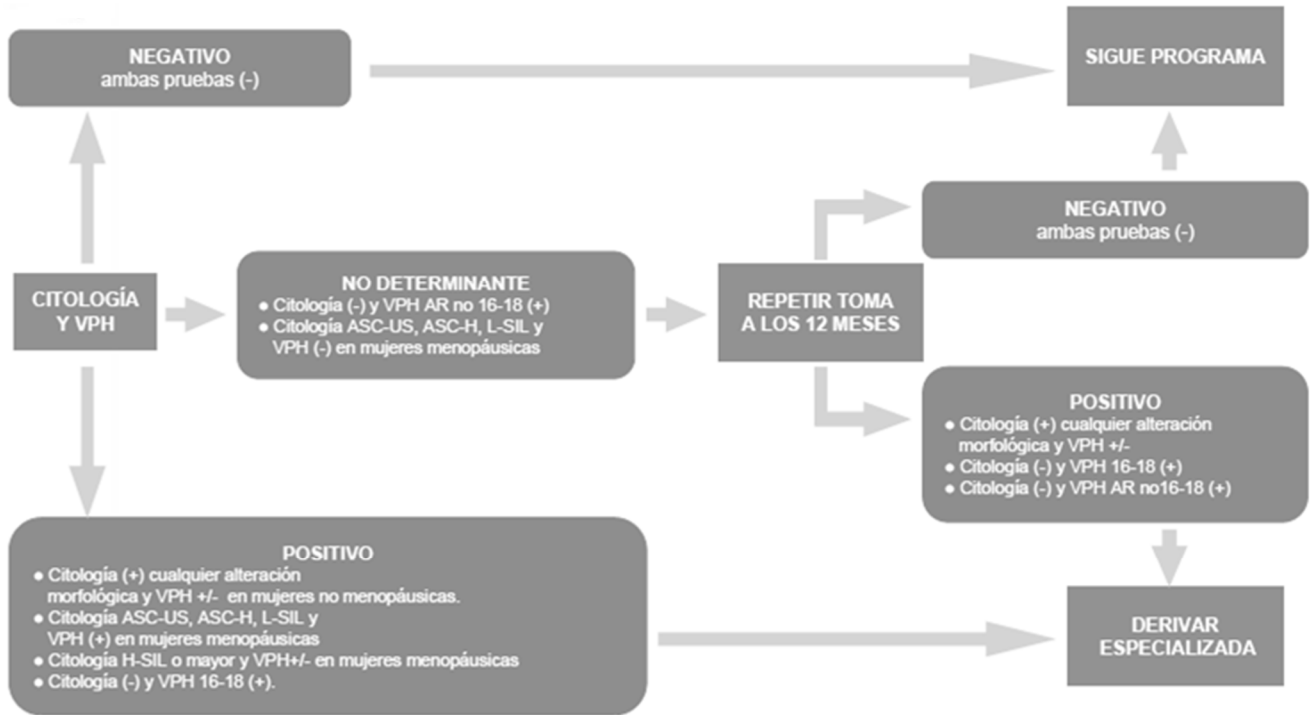 NEGATIVO
ambas pruebas (-)
SIGUE PROGRAMA
NEGATIVO
ambas pruebas (-)
CITOLOGÍA
Y VPH
NO DETERMINANTE
● Citología (-) y VPH AR no 16-18 (+)
● Citología ASC-US, ASC-H, L-SIL y
VPH (-) en mujeres menopáusicas
REPETIR TOMA
A LOS 12 MESES
POSITIVO
● Citología (+) cualquier alteración
morfológica y VPH +/-
● Citología (-) y VPH 16-18 (+)
● Citología (-) y VPH AR no16-18 (+)
POSITIVO
● Citología (+) cualquier alteración
morfológica y VPH +/- en mujeres no menopáusicas.
● Citología ASC-US, ASC-H, L-SIL y
VPH (+) en mujeres menopáusicas
● Citología H-SIL o mayor y VPH+/- en mujeres menopáusicas
● Citología (-) y VPH 16-18 (+).
DERIVAR
ESPECIALIZADA